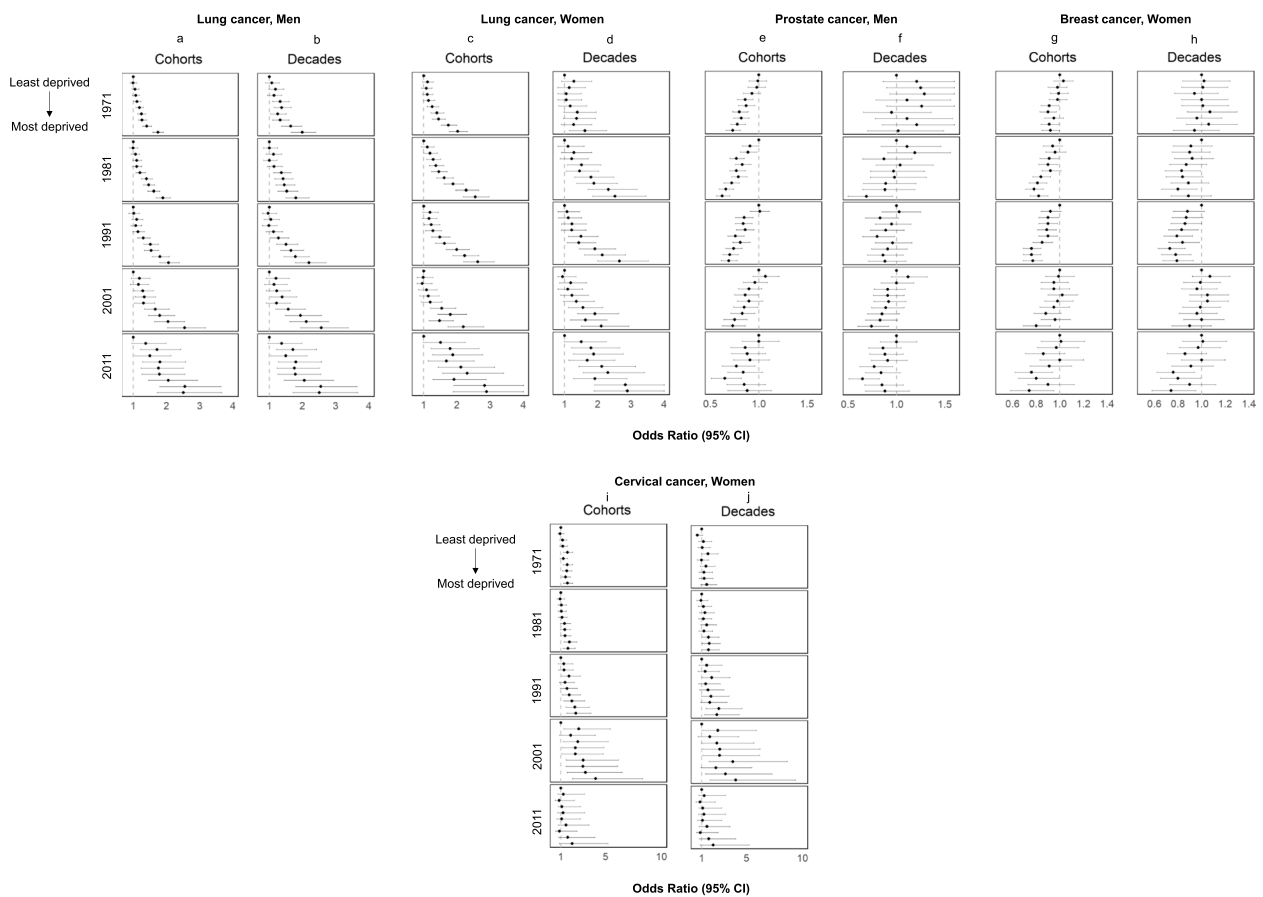 Lung cancer, Men
Lung cancer, Women
Prostate cancer, Men
Breast cancer, Women
a
b
c
d
e
f
g
h
Cohorts
Decades
Cohorts
Decades
Cohorts
Decades
Cohorts
Decades
Least deprived
Most deprived
1971
1981
1991
2001
2011
1 2 3 4
1 2 3 4
1 2 3 4
1 2 3 4
0.5 1.0 1.5
0.5 1.0 1.5
0.6 0.8 1.0 1.2 1.4
0.6 0.8 1.0 1.2 1.4
Odds Ratio (95% CI)
Cervical cancer, Women
i
j
Cohorts
Decades
Least deprived
Most deprived
1971
1981
1991
2001
2011
1 5 10
1 5 10
Odds Ratio (95% CI)